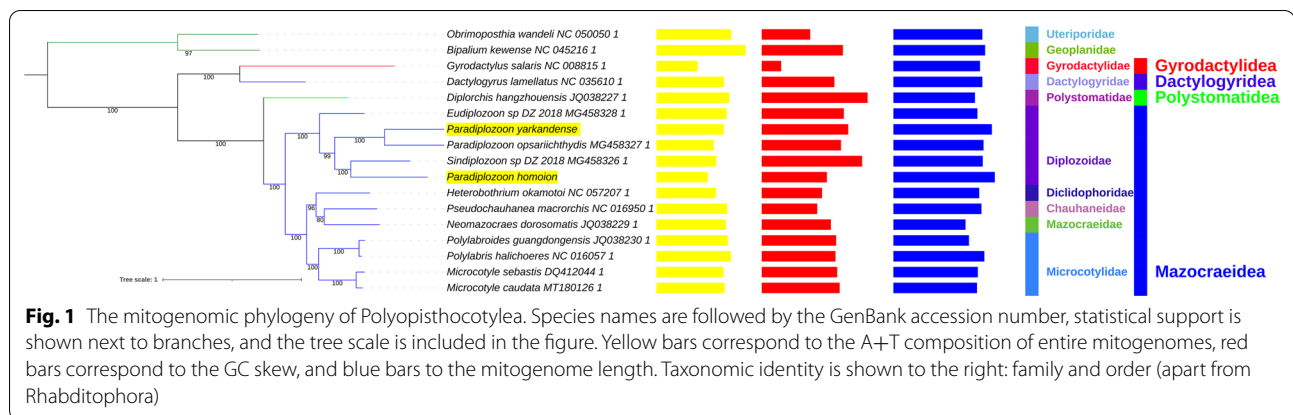 Obrimoposthia wandeli NC 050050 1
Uteriporidae
97
Bipalium kewense NC 045216 1
Geoplanidae
Gyrodactylus salaris NC 008815 1
Gyrodactylidae
Gyrodactylidea
100
Dactylogyrus lamellatus NC 035610 1
Dactylogyridae
Dactylogyridea
100
Diplorchis hangzhouensis JQ038227 1
Polystomatidae
Polystomatidea
Eudiplozoon sp DZ 2018 MG458328 1
100
Paradiplozoon yarkandense
100
100
Paradiplozoon opsariichthydis MG458327 1
99
Sindiplozoon sp DZ 2018 MG458326 1
Diplozoidae
100
Paradiplozoon homoion
100
Heterobothrium okamotoi NC 057207 1
Diclidophoridae
96
Pseudochauhanea macrorchis NC 016950 1
Chauhaneidae
80
Neomazocraes dorosomatis JQ038229 1
Mazocraeidae
100
Polylabroides guangdongensis JQ038230 1
100
Polylabris halichoeres NC 016057 1
100
Microcotyle sebastis DQ412044 1
Microcotylidae
Mazocraeidea
Tree scale: 1
100
Microcotyle caudata MT180126 1
Fig. 1 The mitogenomic phylogeny of Polyopisthocotylea. Species names are followed by the GenBank accession number, statistical support is
shown next to branches, and the tree scale is included in the figure. Yellow bars correspond to the A+T composition of entire mitogenomes, red
bars correspond to the GC skew, and blue bars to the mitogenome length. Taxonomic identity is shown to the right: family and order (apart from
Rhabditophora)